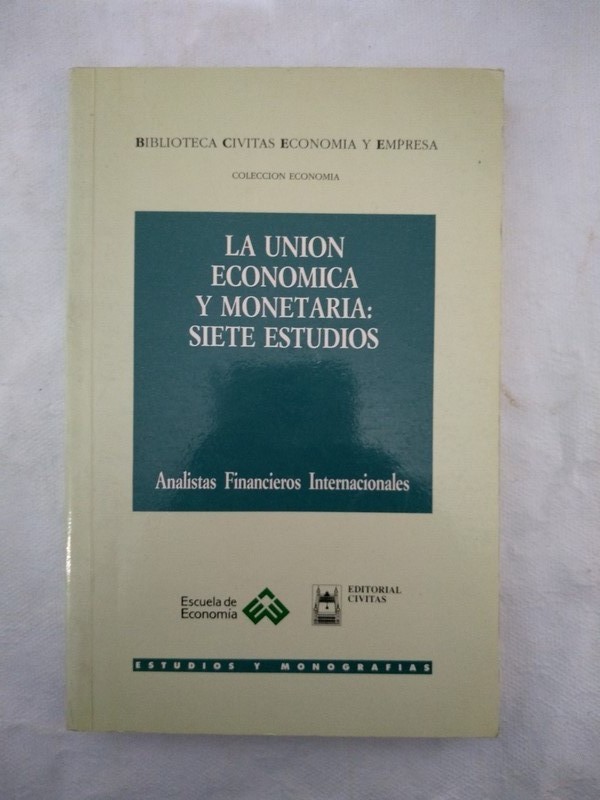 BIBLIOTECA CIVITAS ECONOMIA Y EMPRESA
COLECCION ECONOMIA
LA UNION
ECONOMICA
Y MONETARIA:
SIETE ESTUDIOS
Analistas Financieros Internacionales
Escuela de
Economía
EDITORIAL
CIVITAS
ESTUDIOS Y MONOGRAFIAS